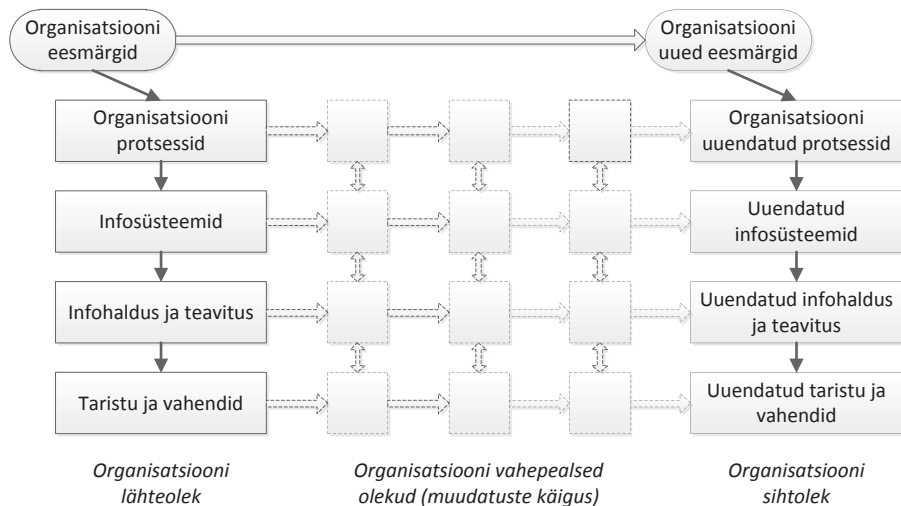 Organisatsiooni
eesmärgid
Organisatsiooni
uued eesmärgid
Organisatsiooni
protsessid
Organisatsiooni
uuendatud protsessid
Infosüsteemid
Uuendatud
infosüsteemid
Infohaldus ja teavitus
Uuendatud infohaldus
ja teavitus
Taristu ja vahendid
Uuendatud taristu ja
vahendid
Organisatsiooni
lähteolek
Organisatsiooni vahepealsed
olekud (muudatuste käigus)
Organisatsiooni
sihtolek